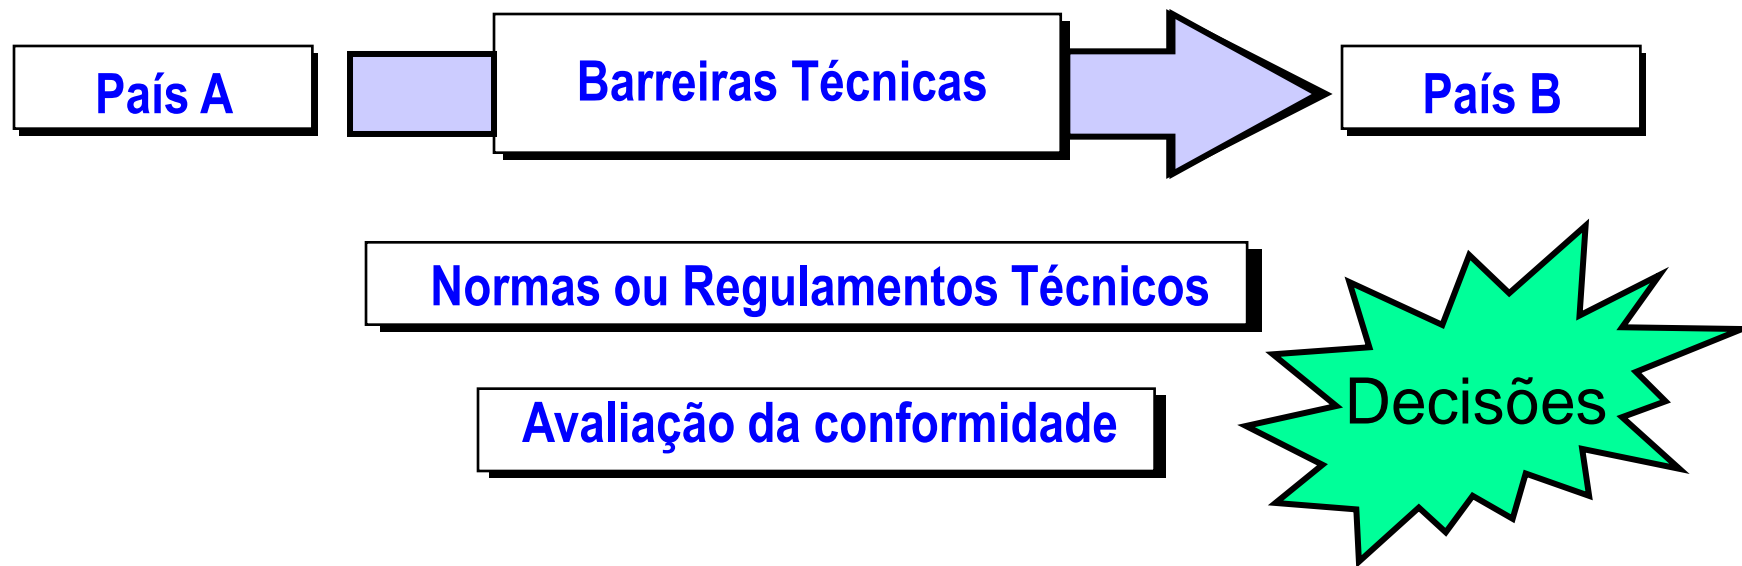 País A
Barreiras Técnicas
País B
Normas ou Regulamentos Técnicos
Avaliação da conformidade
Decisões